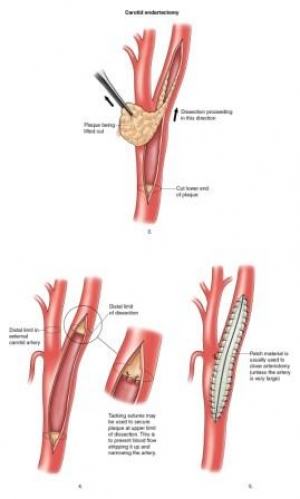 Carotid endarterectomy
Dissection proceeding
in this direction
Plaque being
lifted out
Cut lower end
of plaque
3.
Distal limit
of dissection
Distal limit in
external
carotid artery
Patch material is
usually used to
close arteriotomy
(unless the artery
is very large)
Tacking sutures may
be used to secure
plaque at upper limit
of dissection. This is
to prevent blood flow
stripping it up and
narrowing the artery.
4.
5.